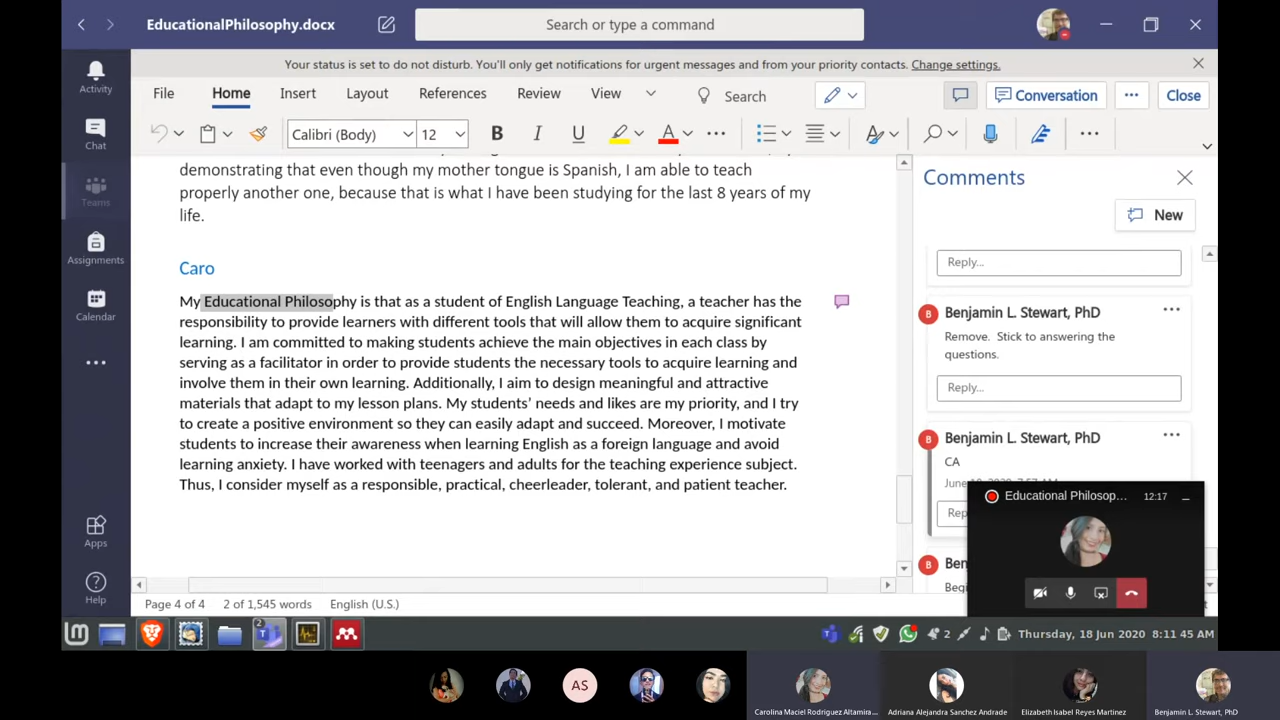 EducationalPhilosophy.docx
Search or type a command
Your status is set to do not disturb. You'll only get notifications for urgent messages and from your priority contacts. Change settings.
Activity
Chat
Teams
Assignments
Calendar
Apps
Help
File Home Insert Layout References Review View Search Conversation Close
Calibri (Body) 12 B I U A
demonstrating that even though my mother tongue is Spanish, I am able to teach
properly another one, because that is what I have been studying for the last 8 years of my
life.
Caro
My Educational Philosophy is that as a student of English Language Teaching, a teacher has the
responsibility to provide learners with different tools that will allow them to acquire significant
learning. I am committed to making students achieve the main objectives in each class by
serving as a facilitator in order to provide students the necessary tools to acquire learning and
involve them in their own learning. Additionally, I aim to design meaningful and attractive
materials that adapt to my lesson plans. My students' needs and likes are my priority, and I try
to create a positive environment so they can easily adapt and succeed. Moreover, I motivate
students to increase their awareness when learning English as a foreign language and avoid
learning anxiety. I have worked with teenagers and adults for the teaching experience subject.
Thus, I consider myself as a responsible, practical, cheerleader, tolerant, and patient teacher.
Comments
New
Reply...
B Benjamin L. Stewart, PhD
Remove. Stick to answering the
questions.
Reply...
B Benjamin L. Stewart, PhD
CA
B
Educational Philosop... 12:17
Page 4 of 4 2 of 1,545 words English (U.S.)
2 2 Thursday, 18 Jun 2020 8:11:45 AM
AS
Carolina Maciel Rodriguez Altamira...
Adriana Alejandra Sanchez Andrade
Elizabeth Isabel Reyes Martinez
Benjamin L. Stewart, PhD